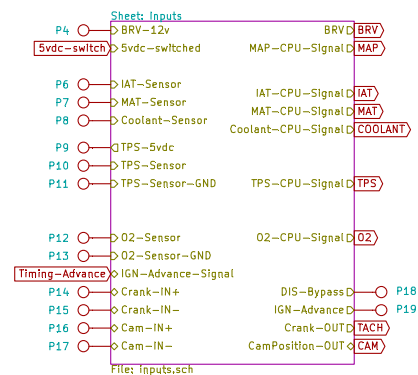 Sheet: inputs
P4 BRV-12v BRV BRV
5vdc-switch 5vdc-switched MAP-CPU-Signal MAP
P6 IAT-Sensor IAT-CPU-Signal IAT
P7 MAT-Sensor MAT-CPU-Signal MAT
P8 Coolant-Sensor Coolant-CPU-Signal COOLANT
P9 TPS-5vdc
P10 TPS-Sensor
P11 TPS-Sensor-GND TPS-CPU-Signal TPS
P12 O2-Sensor O2-CPU-Signal O2
P13 O2-Sensor-GND
Timing-Advance IGN-Advance-Signal
P14 Crank-IN+ DIS-Bypass P18
P15 Crank-IN- IGN-Advance P19
P16 Cam-IN+ Crank-OUT TACH
P17 Cam-IN- CamPosition-OUT CAM
File: inputs.sch